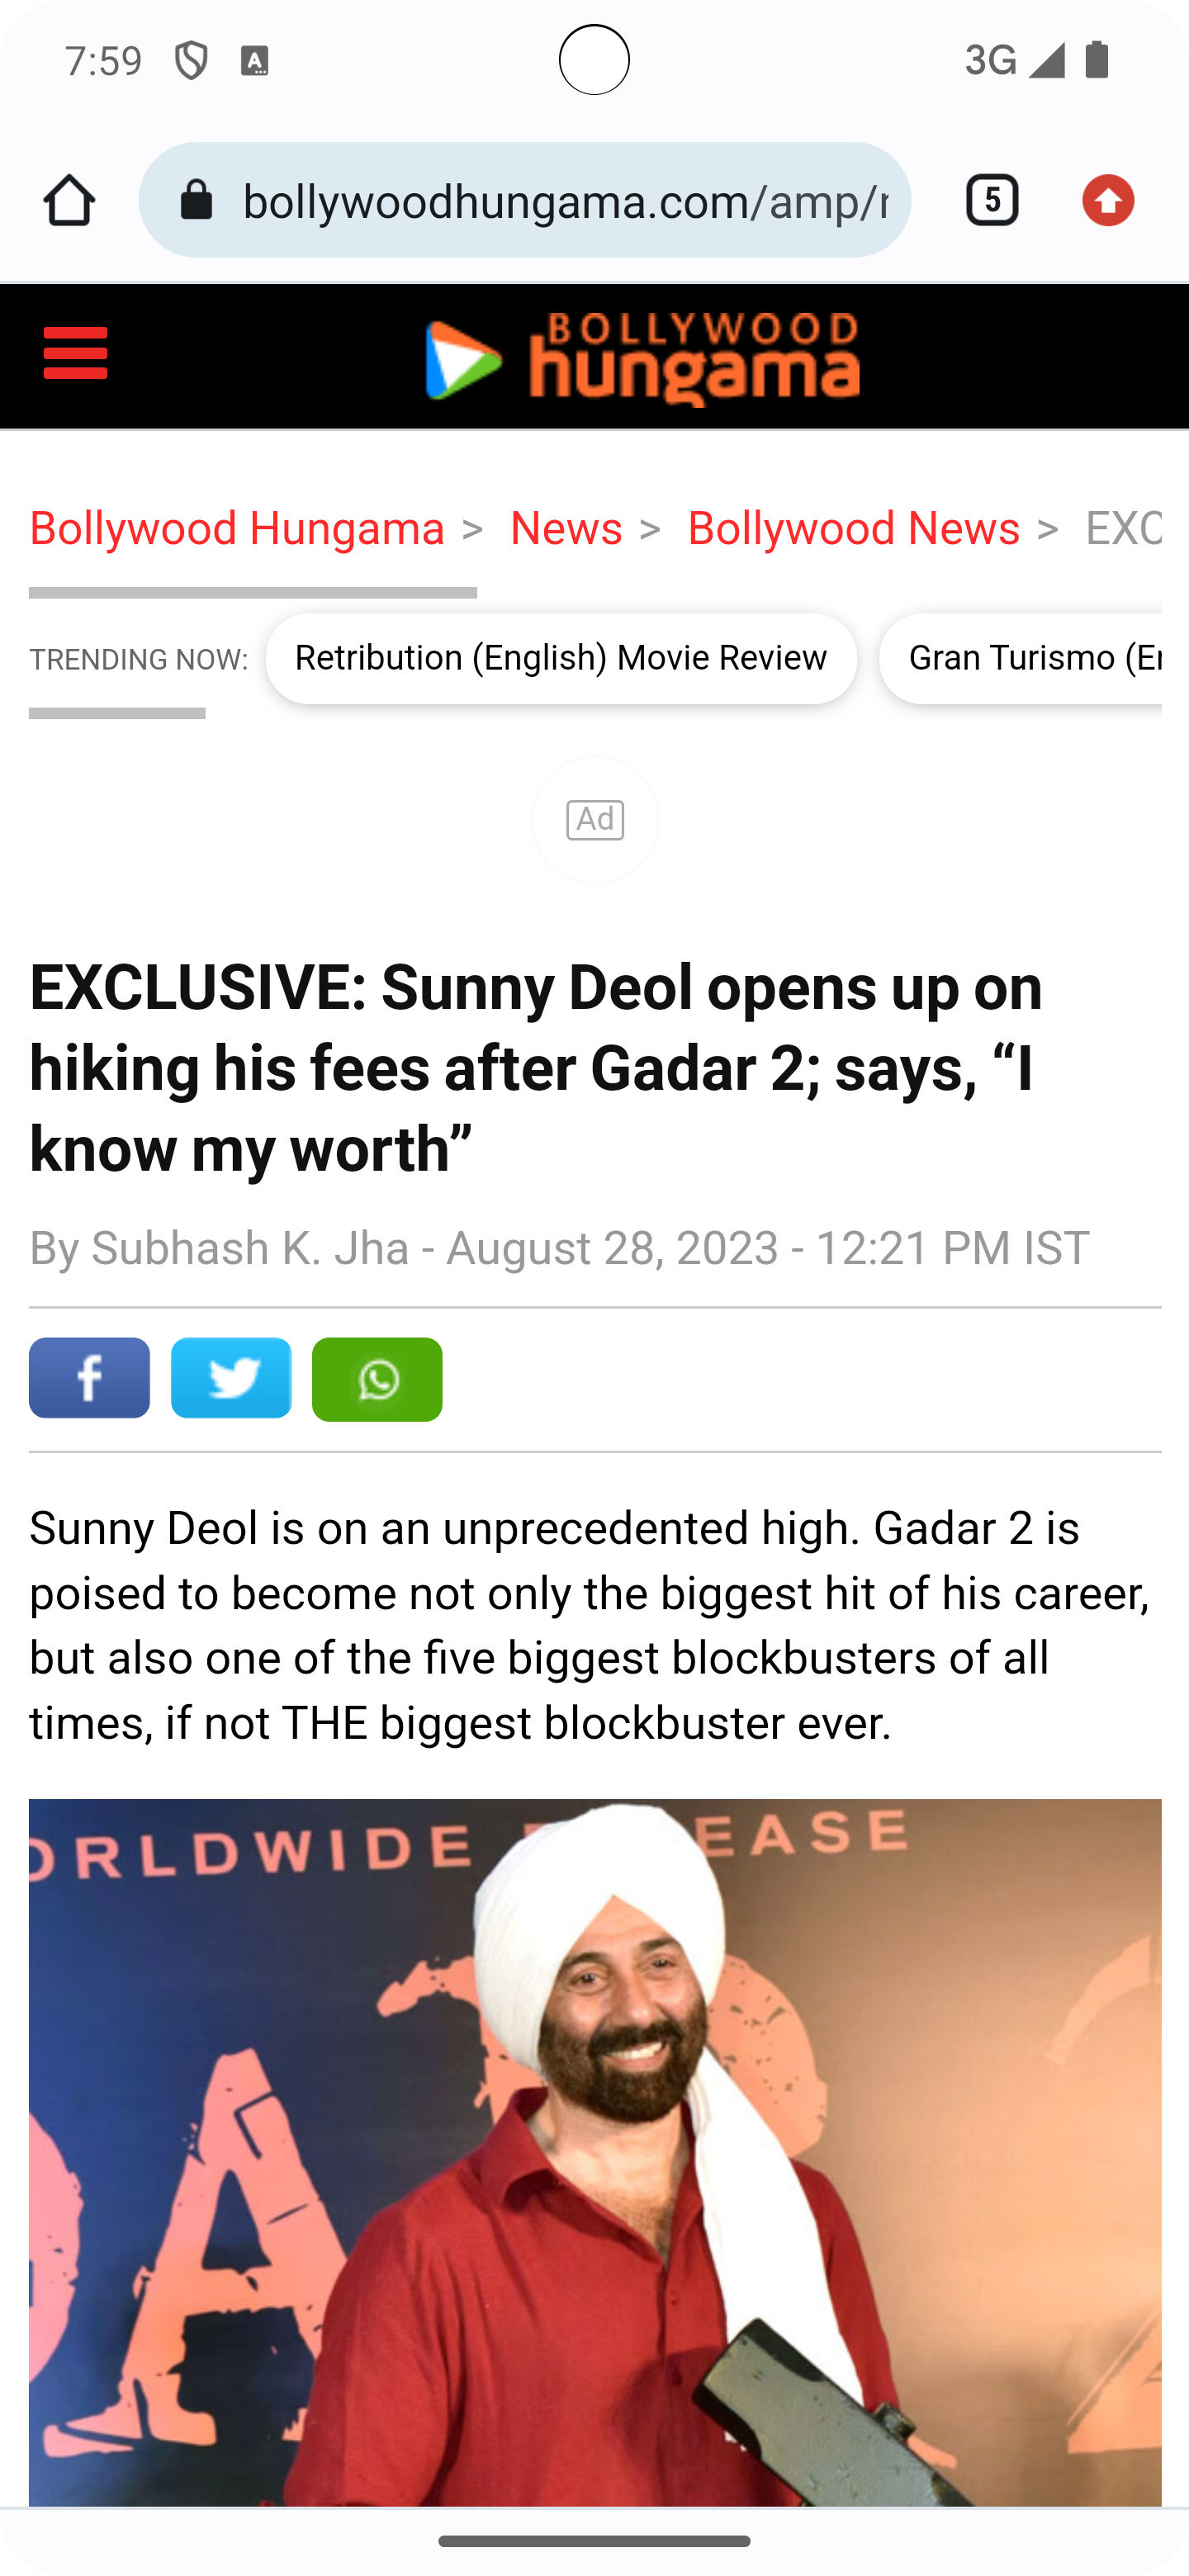 7:59
3G
bollywoodhungama.com/amp/
5
BOLLYWOOD
hungama
Bollywood Hungama > News > Bollywood News > EXC
TRENDING NOW:
Retribution (English) Movie Review
Gran Turismo (
Ad
EXCLUSIVE: Sunny Deol opens up on
hiking his fees after Gadar 2; says, “I
know my worth”
By Subhash K. Jha - August 28, 2023 - 12:21 PM IST
Sunny Deol is on an unprecedented high. Gadar 2 is
poised to become not only the biggest hit of his career,
but also one of the five biggest blockbusters of all
times, if not THE biggest blockbuster ever.
ORLDWIDE EASE
A